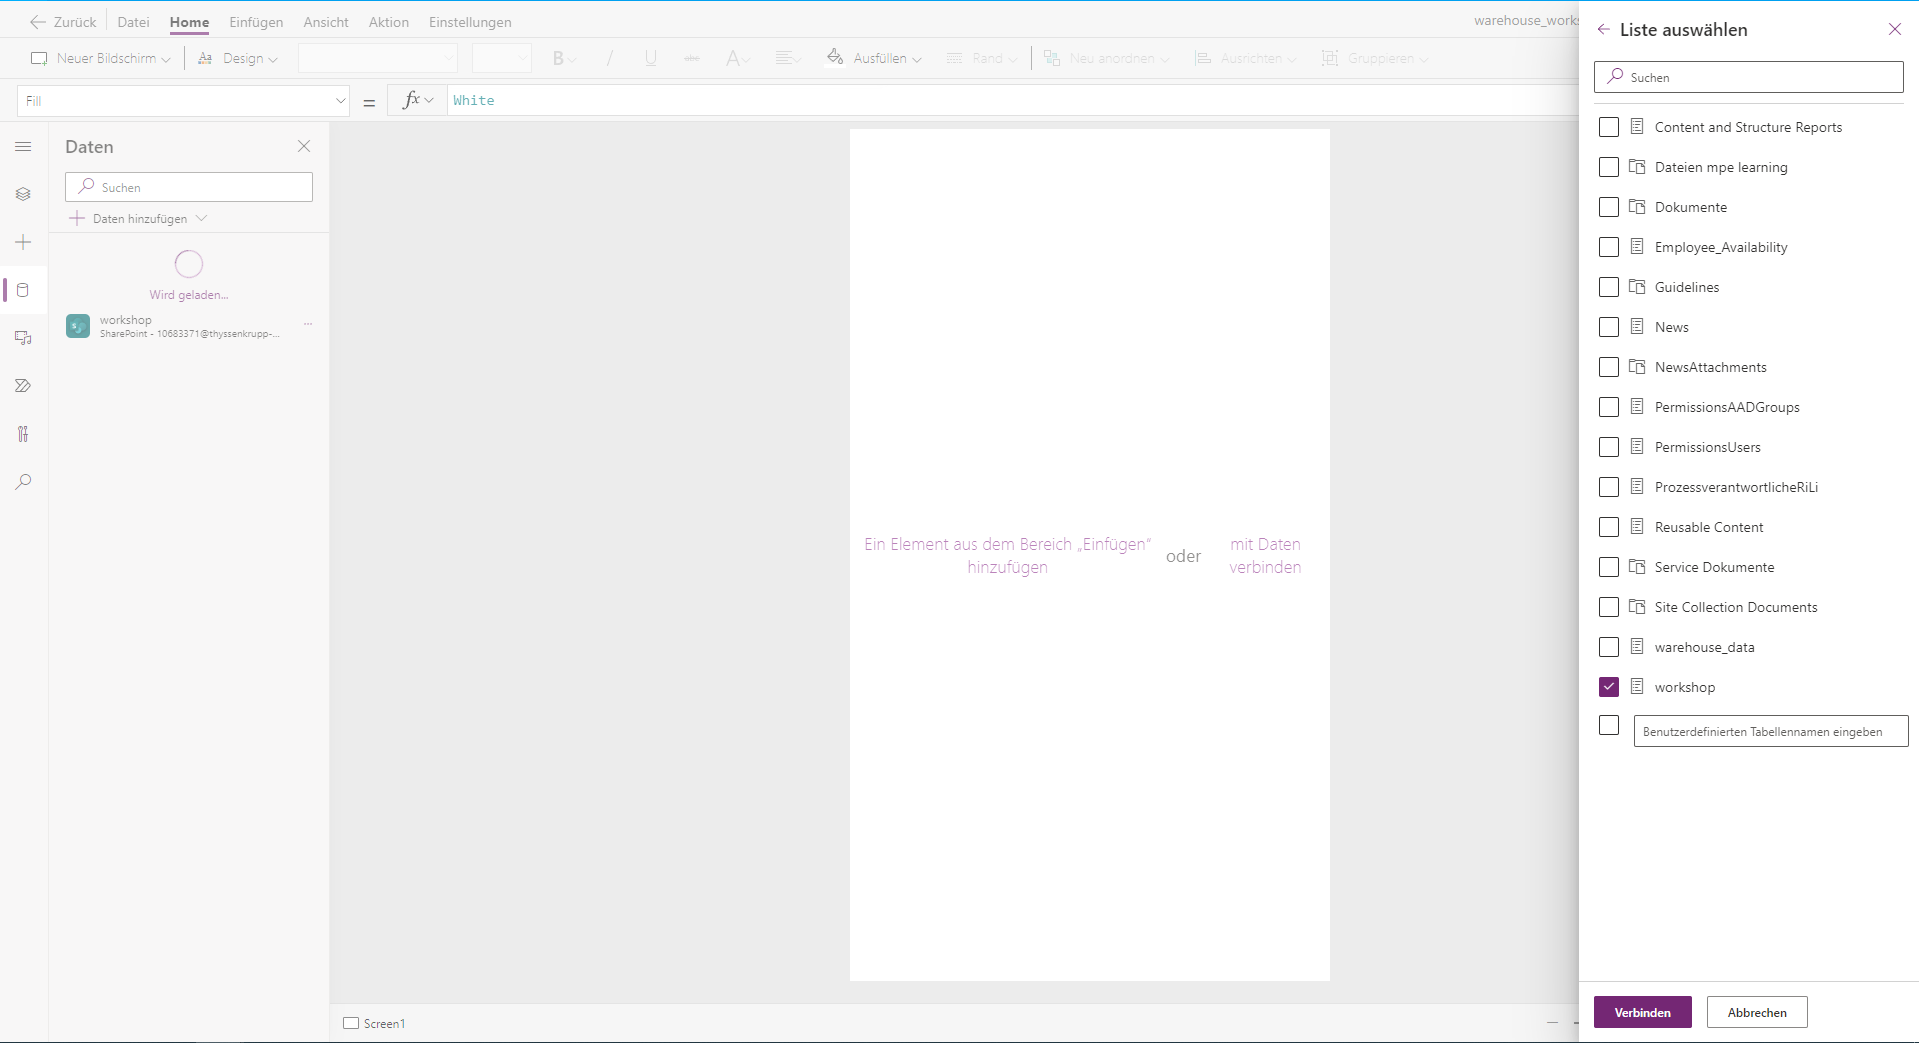 Zurück
Datei
Home
Einfügen
Ansicht
Aktion
Einstellungen
warehouse_works
Neuer Bildschirm
Aa
Design
B
/
U
abc
A
Ausfüllen
Rand
Neu anordnen
Ausrichten
Gruppieren
Fill
=
fx
White
Daten
Suchen
Daten hinzufügen
Wird geladen...
workshop
SharePoint - 10683371@thyssenkrupp-...
Ein Element aus dem Bereich „Einfügen“
hinzufügen
oder
mit Daten
verbinden
Screen1
Liste auswählen
Suchen
Content and Structure Reports
Dateien mpe learning
Dokumente
Employee_Availability
Guidelines
News
NewsAttachments
PermissionsAADGroups
PermissionsUsers
ProzessverantwortlicheRiLi
Reusable Content
Service Dokumente
Site Collection Documents
warehouse_data
workshop
Benutzerdefinierten Tabellennamen eingeben
Verbinden
Abbrechen